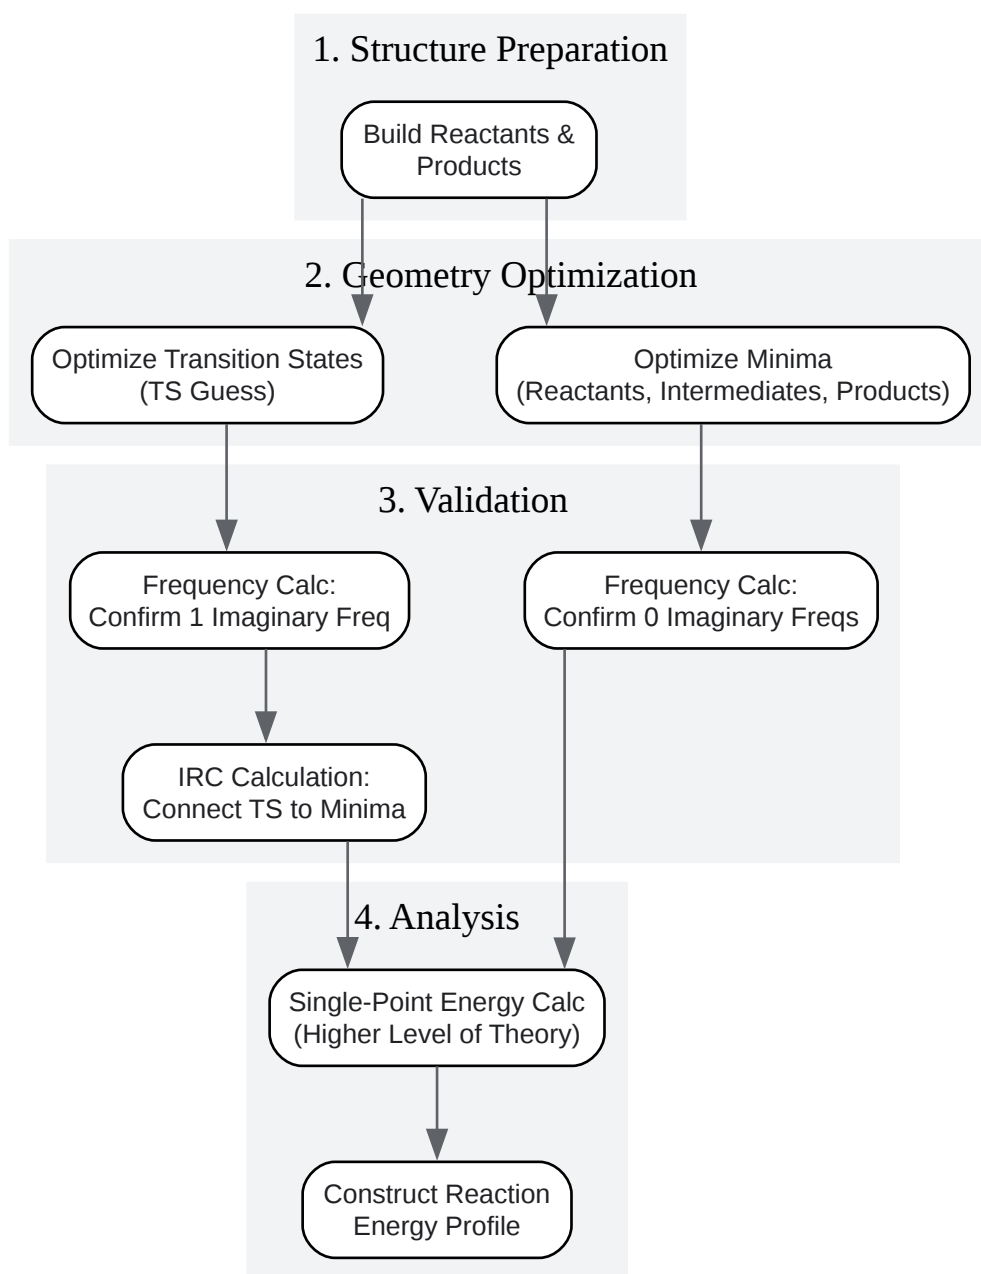 1. Structure Preparation
Build Reactants &
Products
2. Geometry Optimization
Optimize Transition States
(TS Guess)
Optimize Minima
(Reactants, Intermediates, Products)
3. Validation
Frequency Calc:
Confirm 1 Imaginary Freq
Frequency Calc:
Confirm 0 Imaginary Freqs
IRC Calculation:
Connect TS to Minima
4. Analysis
Single-Point Energy Calc
(Higher Level of Theory)
Construct Reaction
Energy Profile